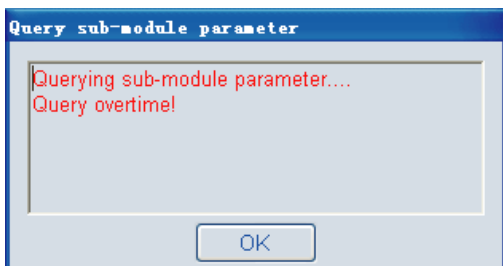 Query sub-module parameter
Querying sub-module parameter....
Query overtime!
OK